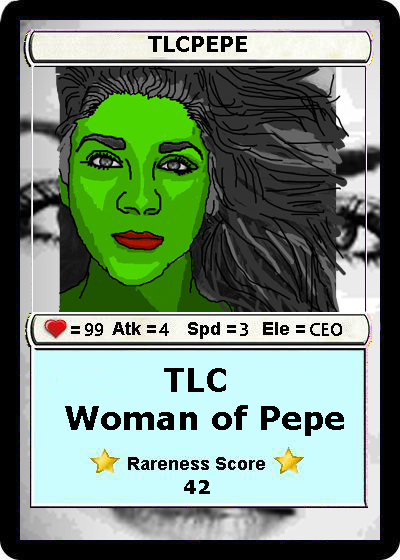 TLCPEPE
= 99 Atk = 4 Spd = 3 Ele = CEO
TLC
Woman of Pepe
Rareness Score
42